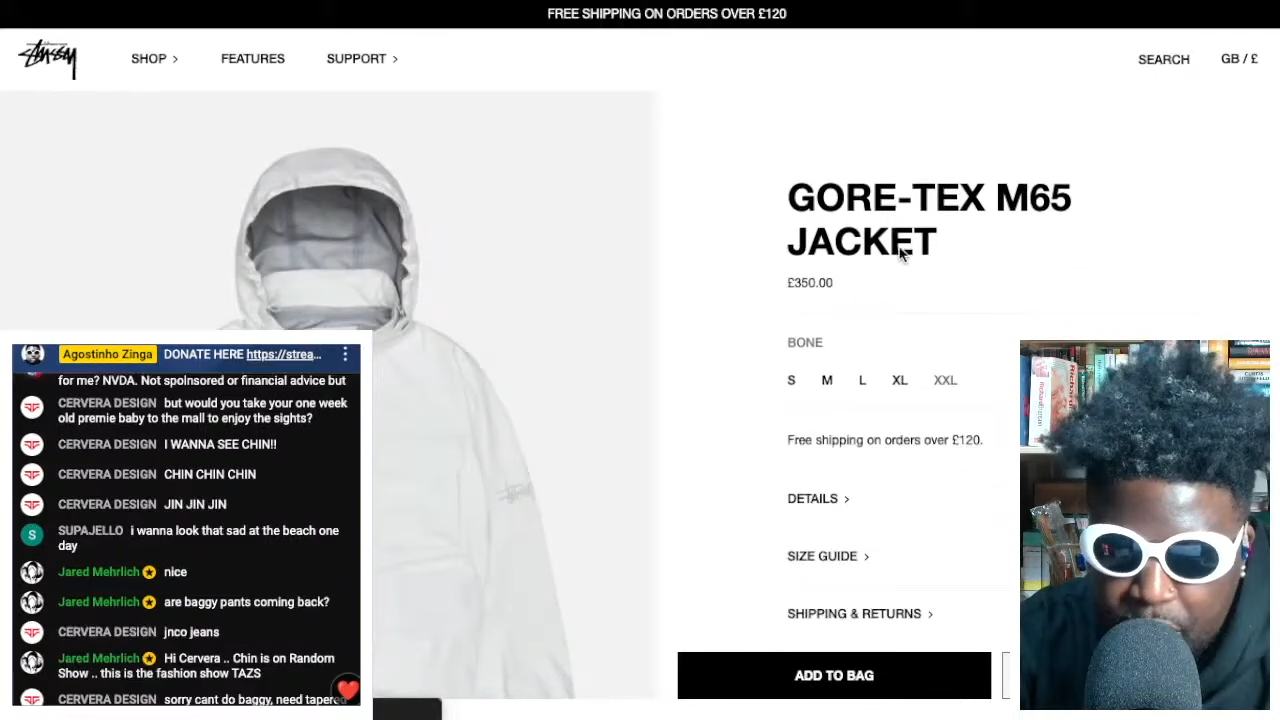 FREE SHIPPING ON ORDERS OVER £120
Stüssy
SHOP >
FEATURES
SUPPORT >
SEARCH
GB / £
GORE-TEX M65
JACKET
£350.00
BONE
S M L XL XXL
Free shipping on orders over £120.
DETAILS >
SIZE GUIDE >
SHIPPING & RETURNS >
ADD TO BAG
Agostinho Zinga DONATE HERE https://strea...
for me? NVDA. Not spolnsored or financial advice but
CERVERA DESIGN but would you take your one week
old premie baby to the mall to enjoy the sights?
CERVERA DESIGN I WANNA SEE CHIN!!
CERVERA DESIGN CHIN CHIN CHIN
CERVERA DESIGN JIN JIN JIN
S
SUPAJELLO i wanna look that sad at the beach one
day
Jared Mehrlich nice
Jared Mehrlich are baggy pants coming back?
CERVERA DESIGN jnco jeans
Jared Mehrlich Hi Cervera .. Chin is on Random
Show .. this is the fashion show TAZS
CERVERA DESIGN sorry cant do baggy, need tapered